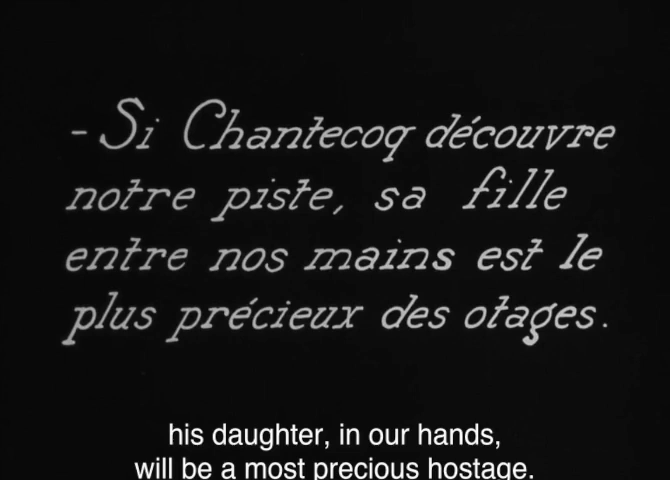 - Si Chantecoq découvre
notre piste, sa fille
entre nos mains est le
plus précieux des otages.
his daughter, in our hands,
will be a most precious hostage.